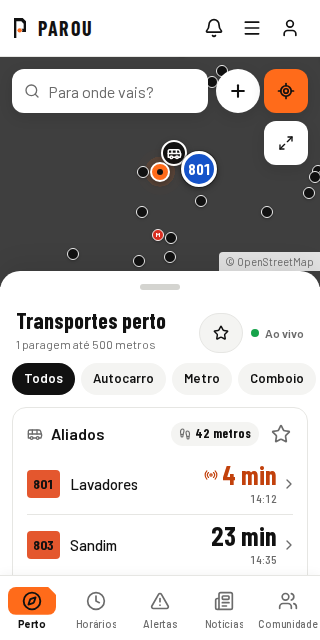 PAROU
Para onde vais?
801
M
© OpenStreetMap
Transportes perto
1 paragem até 500 metros
Ao vivo
Todos
Autocarro
Metro
Comboio
Aliados
42 metros
801
Lavadores
4 min
14:12
803
Sandim
23 min
14:35
Perto
Horários
Alertas
Notícias
Comunidade